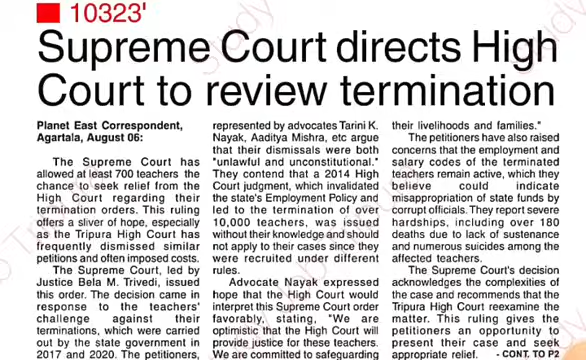 10323'
Supreme Court directs High
Court to review termination
Planet East Correspondent,
Agartala, August 06:
The Supreme Court has
allowed at least 700 teachers the
chance to seek relief from the
High Court regarding their
termination orders. This ruling
offers a sliver of hope, especially
as the Tripura High Court has
frequently dismissed similar
petitions and often imposed costs.
The Supreme Court, led by
Justice Bela M. Trivedi, issued
this order. The decision came in
response to the teachers'
challenge against their
terminations, which were carried
out by the state government in
2017 and 2020. The petitioners,
represented by advocates Tarini K.
Nayak, Aaditya Mishra, etc argue
that their dismissals were both
"unlawful and unconstitutional."
They contend that a 2014 High
Court judgment, which invalidated
the state's Employment Policy and
led to the termination of over
10,000 teachers, was issued
without their knowledge and should
not apply to their cases since they
were recruited under different
rules.
Advocate Nayak expressed
hope that the High Court would
interpret this Supreme Court order
favorably, stating, "We are
optimistic that the High Court will
provide justice for these teachers.
We are committed to safeguarding
their livelihoods and families."
The petitioners have also raised
concerns that the employment and
salary codes of the terminated
teachers remain active, which they
believe could indicate
misappropriation of state funds by
corrupt officials. They report severe
hardships, including over 180
deaths due to lack of sustenance
and numerous suicides among the
affected teachers.
The Supreme Court's decision
acknowledges the complexities of
the case and recommends that the
Tripura High Court reexamine the
matter. This ruling gives the
petitioners an opportunity to
present their case and seek
appropriate relief. - CONT. TO P2